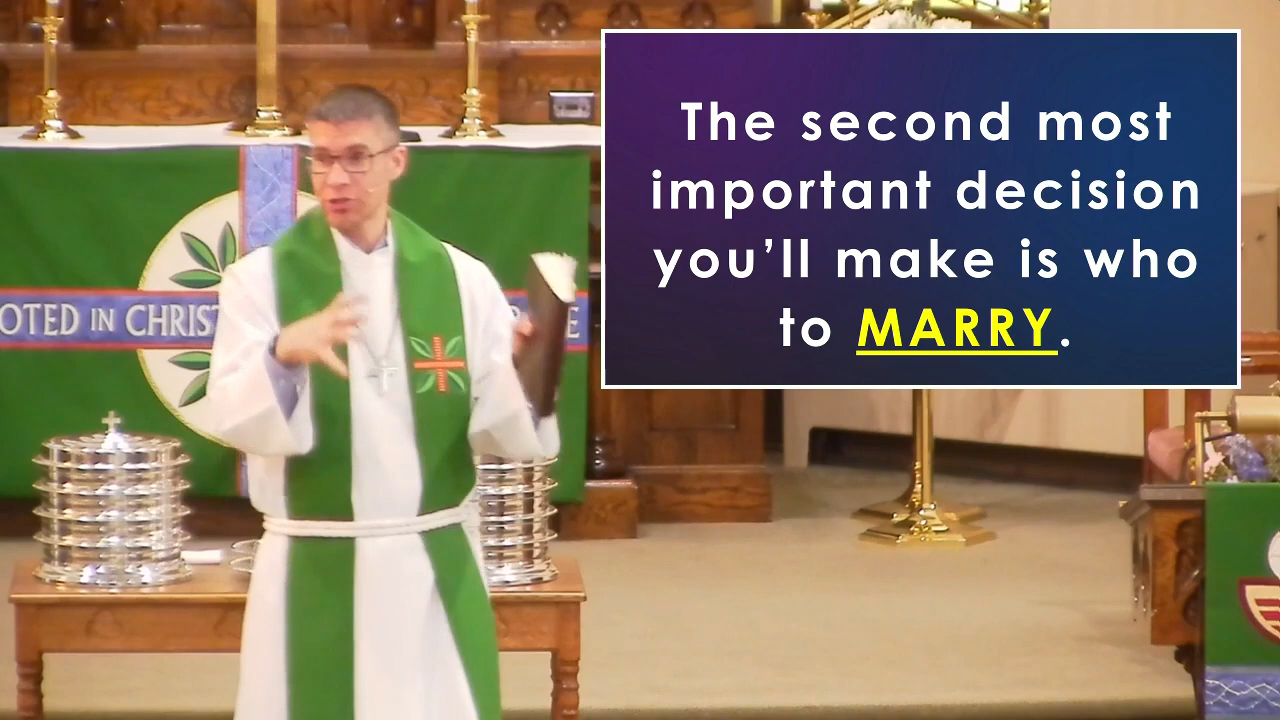 The second most
important decision
you’ll make is who
to MARRY.
OTED IN CHRIST